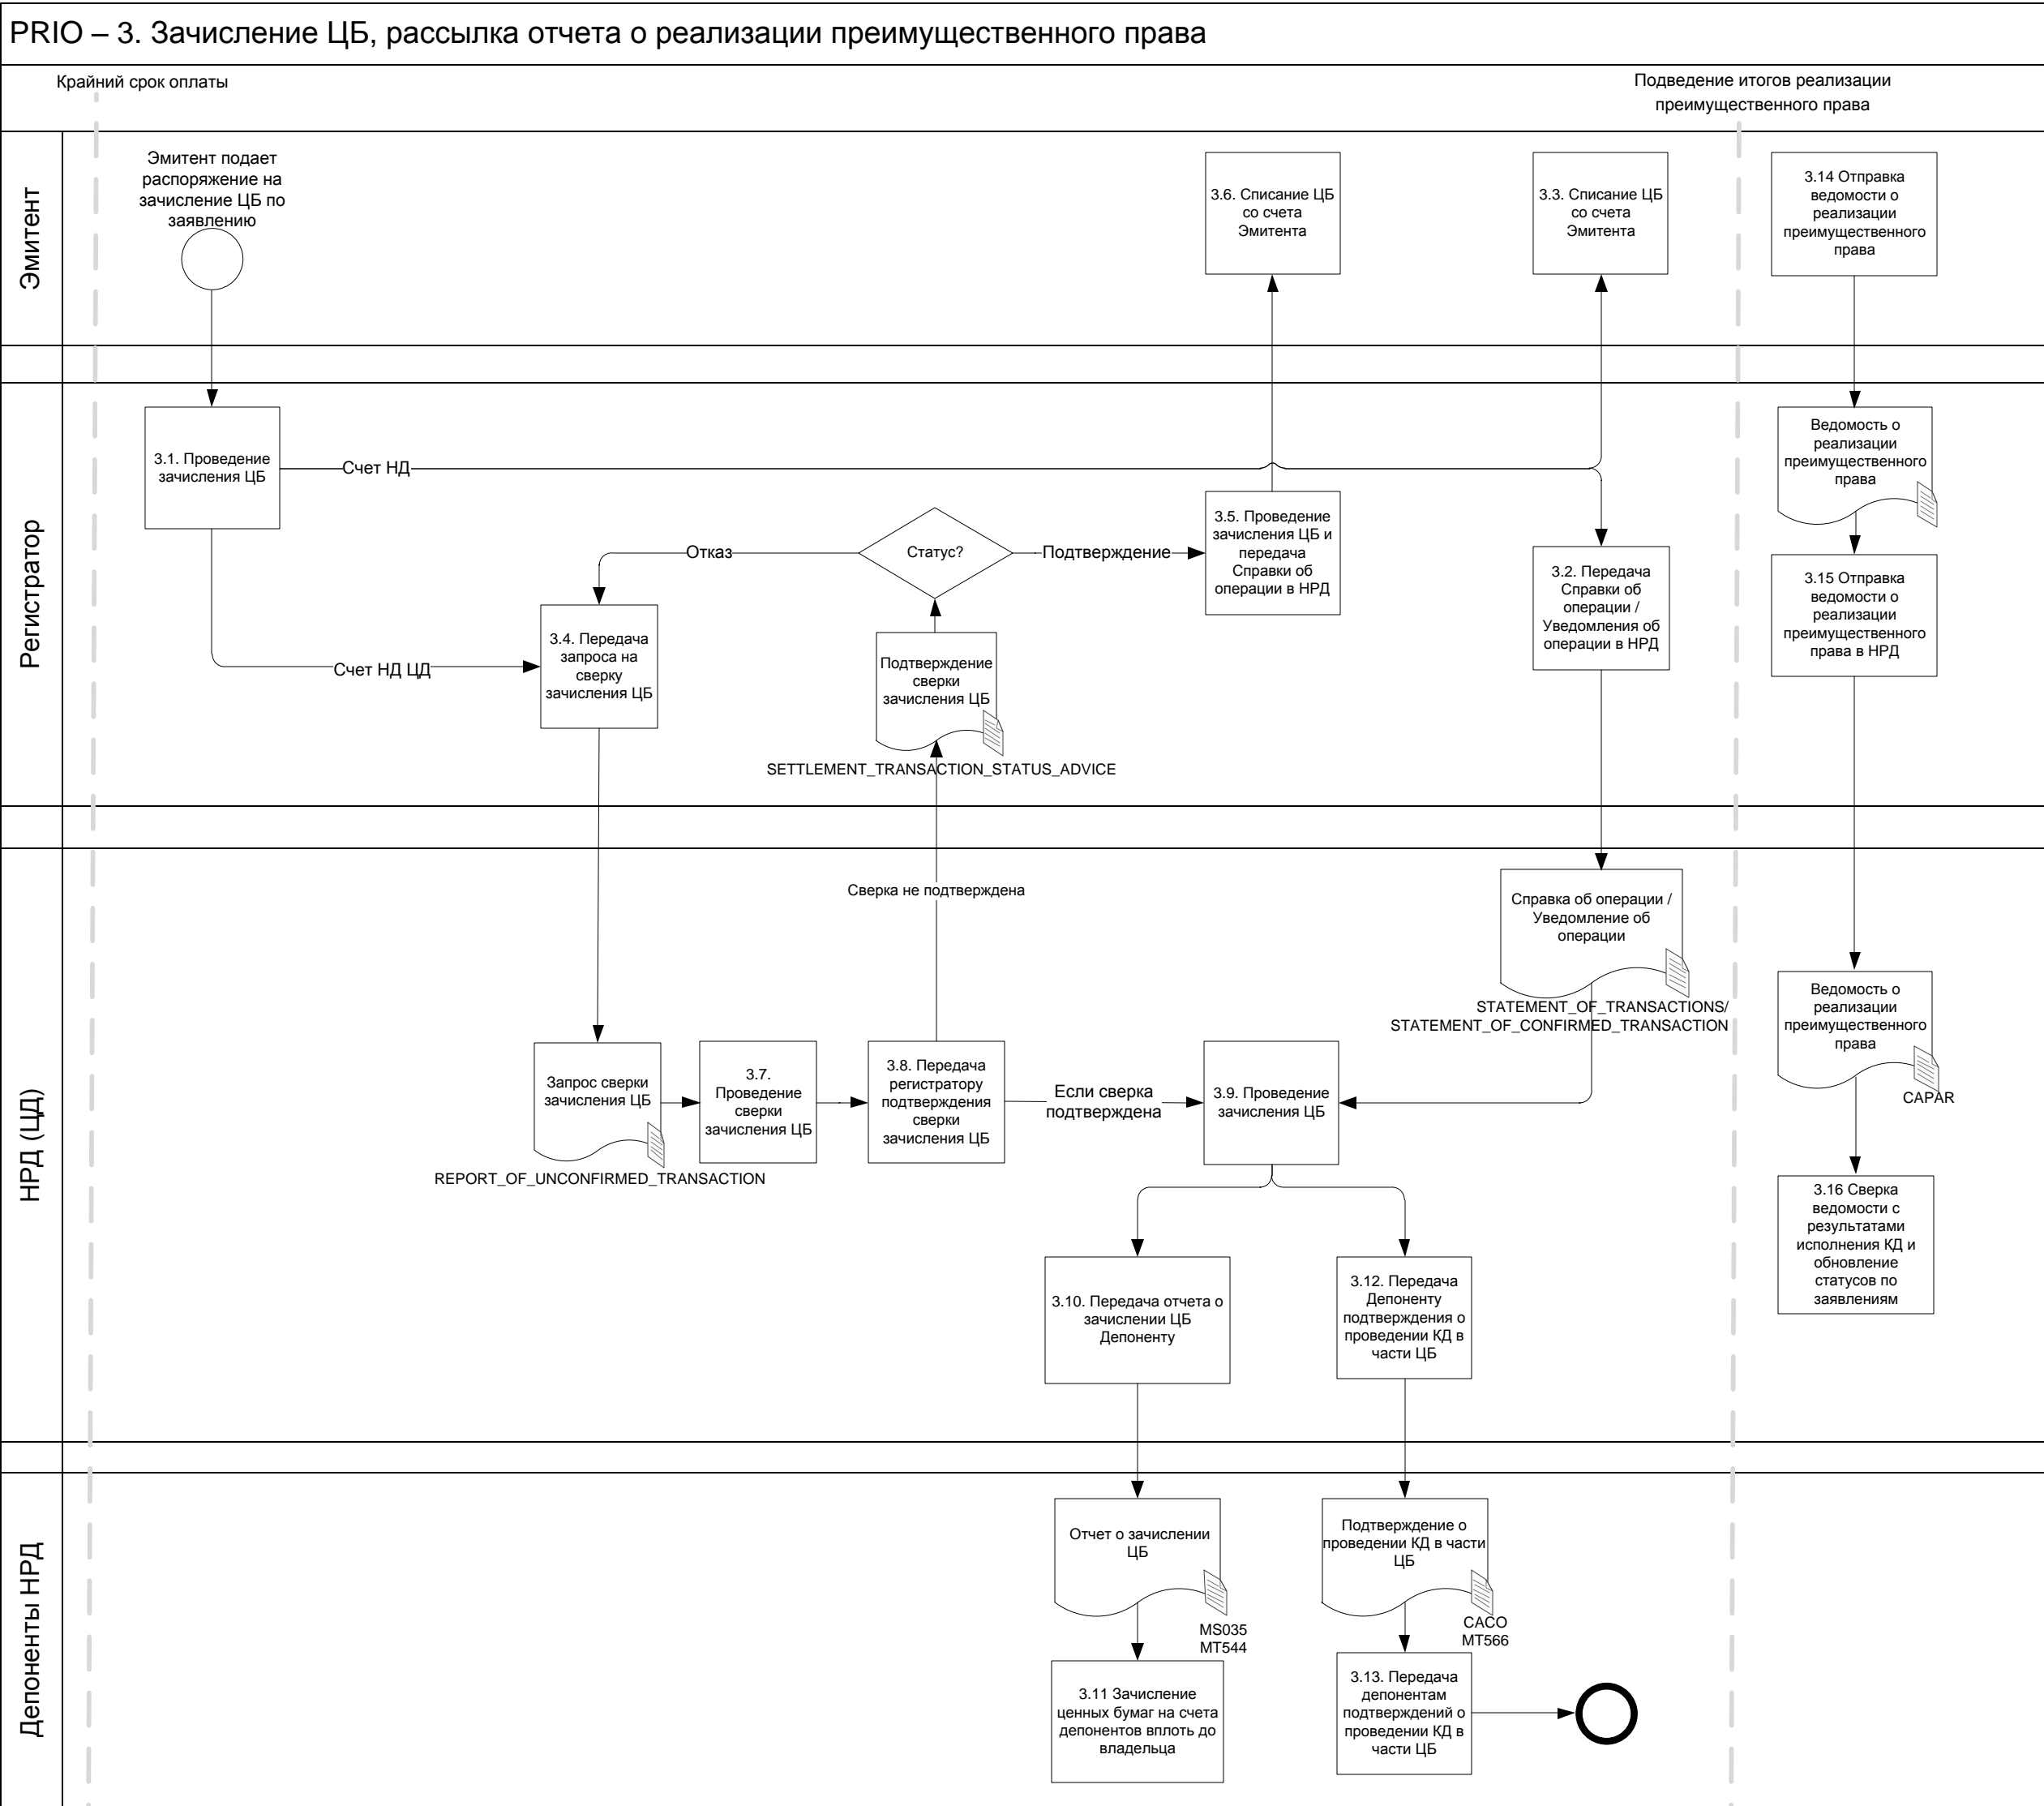 PRIO – 3. Зачисление ЦБ, рассылка отчета о реализации преимущественного права
Крайний срок оплаты
Подведение итогов реализации
преимущественного права
Эмитент
Эмитент подает
распоряжение на
зачисление ЦБ по
заявлению
3.6. Списание ЦБ
со счета
Эмитента
3.3. Списание ЦБ
со счета
Эмитента
3.14 Отправка
ведомости о
реализации
преимущественного
права
Регистратор
3.1. Проведение
зачисления ЦБ
Счет НД
Счет НД ЦД
Отказ
Статус?
Подтверждение
3.4. Передача
запроса на
сверку
зачисления ЦБ
Подтверждение
сверки
зачисления ЦБ
SETTLEMENT_TRANSACTION_STATUS_ADVICE
3.5. Проведение
зачисления ЦБ и
передача
Справки об
операции в НРД
3.2. Передача
Справки об
операции /
Уведомления об
операции в НРД
Ведомость о
реализации
преимущественного
права
3.15 Отправка
ведомости о
реализации
преимущественного
права в НРД
НРД (ЦД)
Сверка не подтверждена
Справка об операции /
Уведомление об
операции
STATEMENT_OF_TRANSACTIONS/
STATEMENT_OF_CONFIRMED_TRANSACTION
Ведомость о
реализации
преимущественного
права
CAPAR
Запрос сверки
зачисления ЦБ
REPORT_OF_UNCONFIRMED_TRANSACTION
3.7.
Проведение
сверки
зачисления ЦБ
3.8. Передача
регистратору
подтверждения
сверки
зачисления ЦБ
Если сверка
подтверждена
3.9. Проведение
зачисления ЦБ
3.16 Сверка
ведомости с
результатами
исполнения КД и
обновление
статусов по
заявлениям
3.10. Передача отчета о
зачислении ЦБ
Депоненту
3.12. Передача
Депоненту
подтверждения о
проведении КД в
части ЦБ
Депоненты НРД
Отчет о зачислении
ЦБ
MS035
MT544
Подтверждение о
проведении КД в части
ЦБ
CACO
MT566
3.11 Зачисление
ценных бумаг на счета
депонентов вплоть до
владельца
3.13. Передача
депонентам
подтверждений о
проведении КД в
части ЦБ